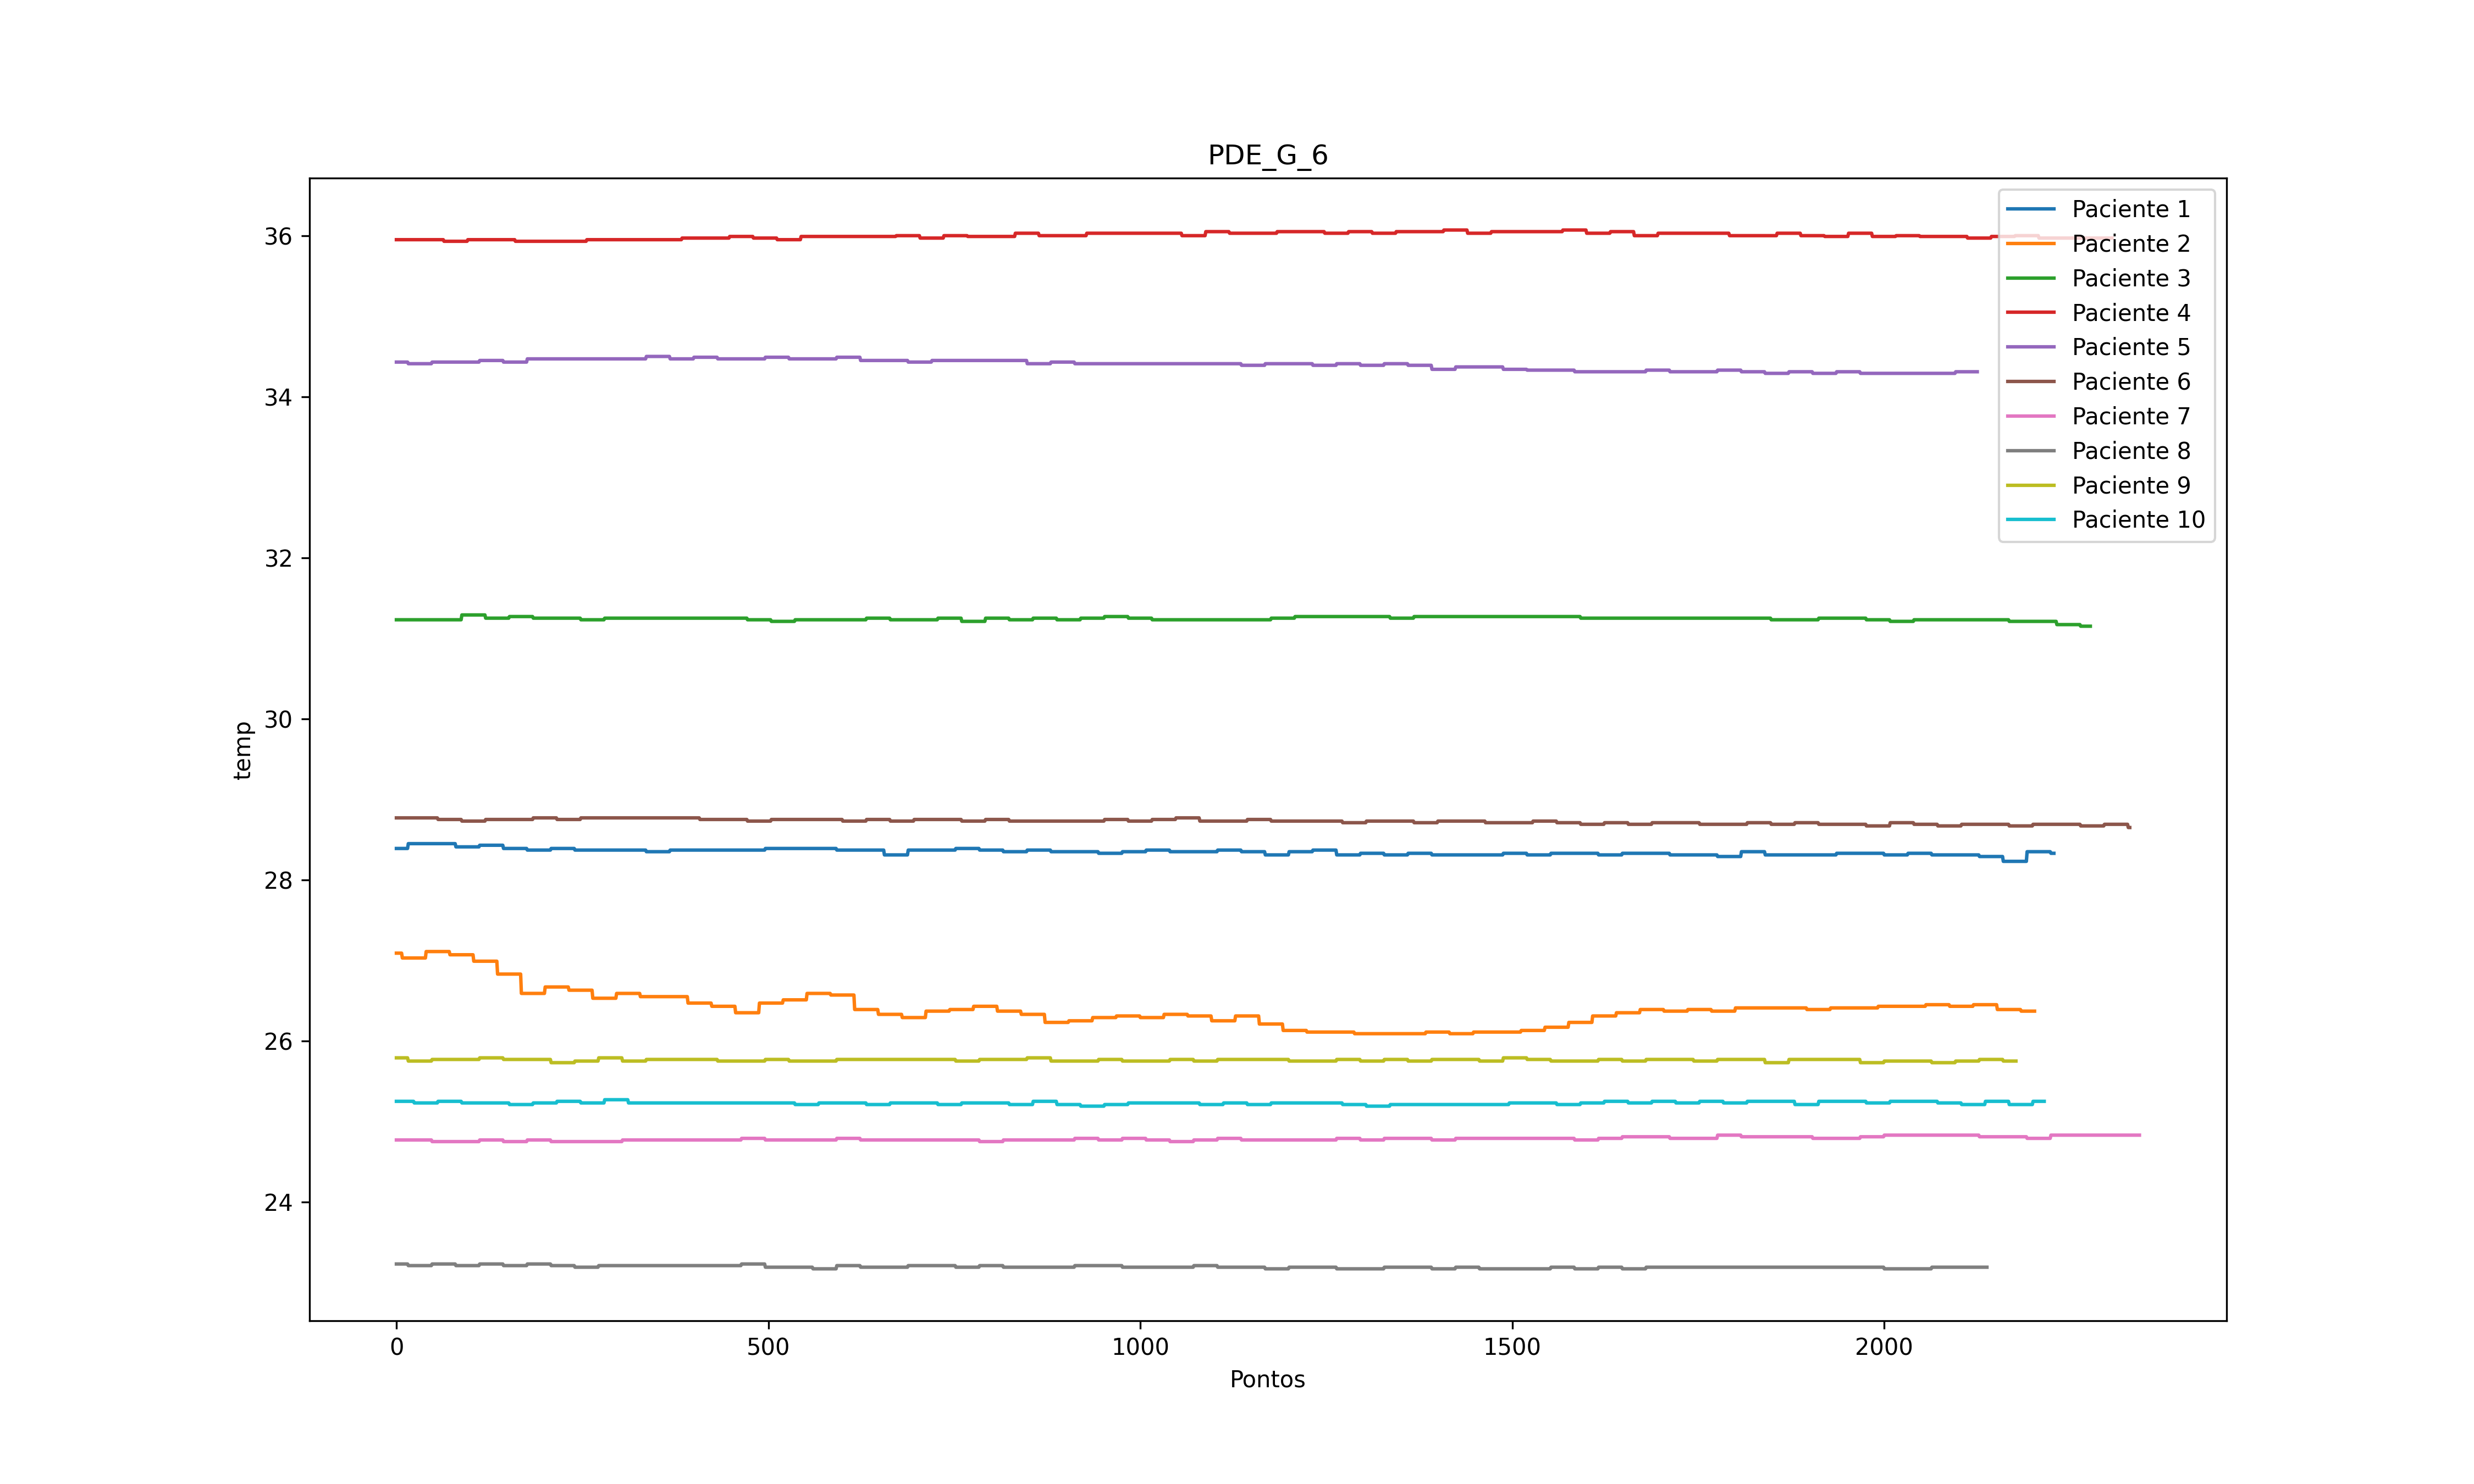 PDE_G_6
36
34
32
30
28
26
24
temp
0
500
1000
1500
2000
Pontos
Paciente 1
Paciente 2
Paciente 3
Paciente 4
Paciente 5
Paciente 6
Paciente 7
Paciente 8
Paciente 9
Paciente 10